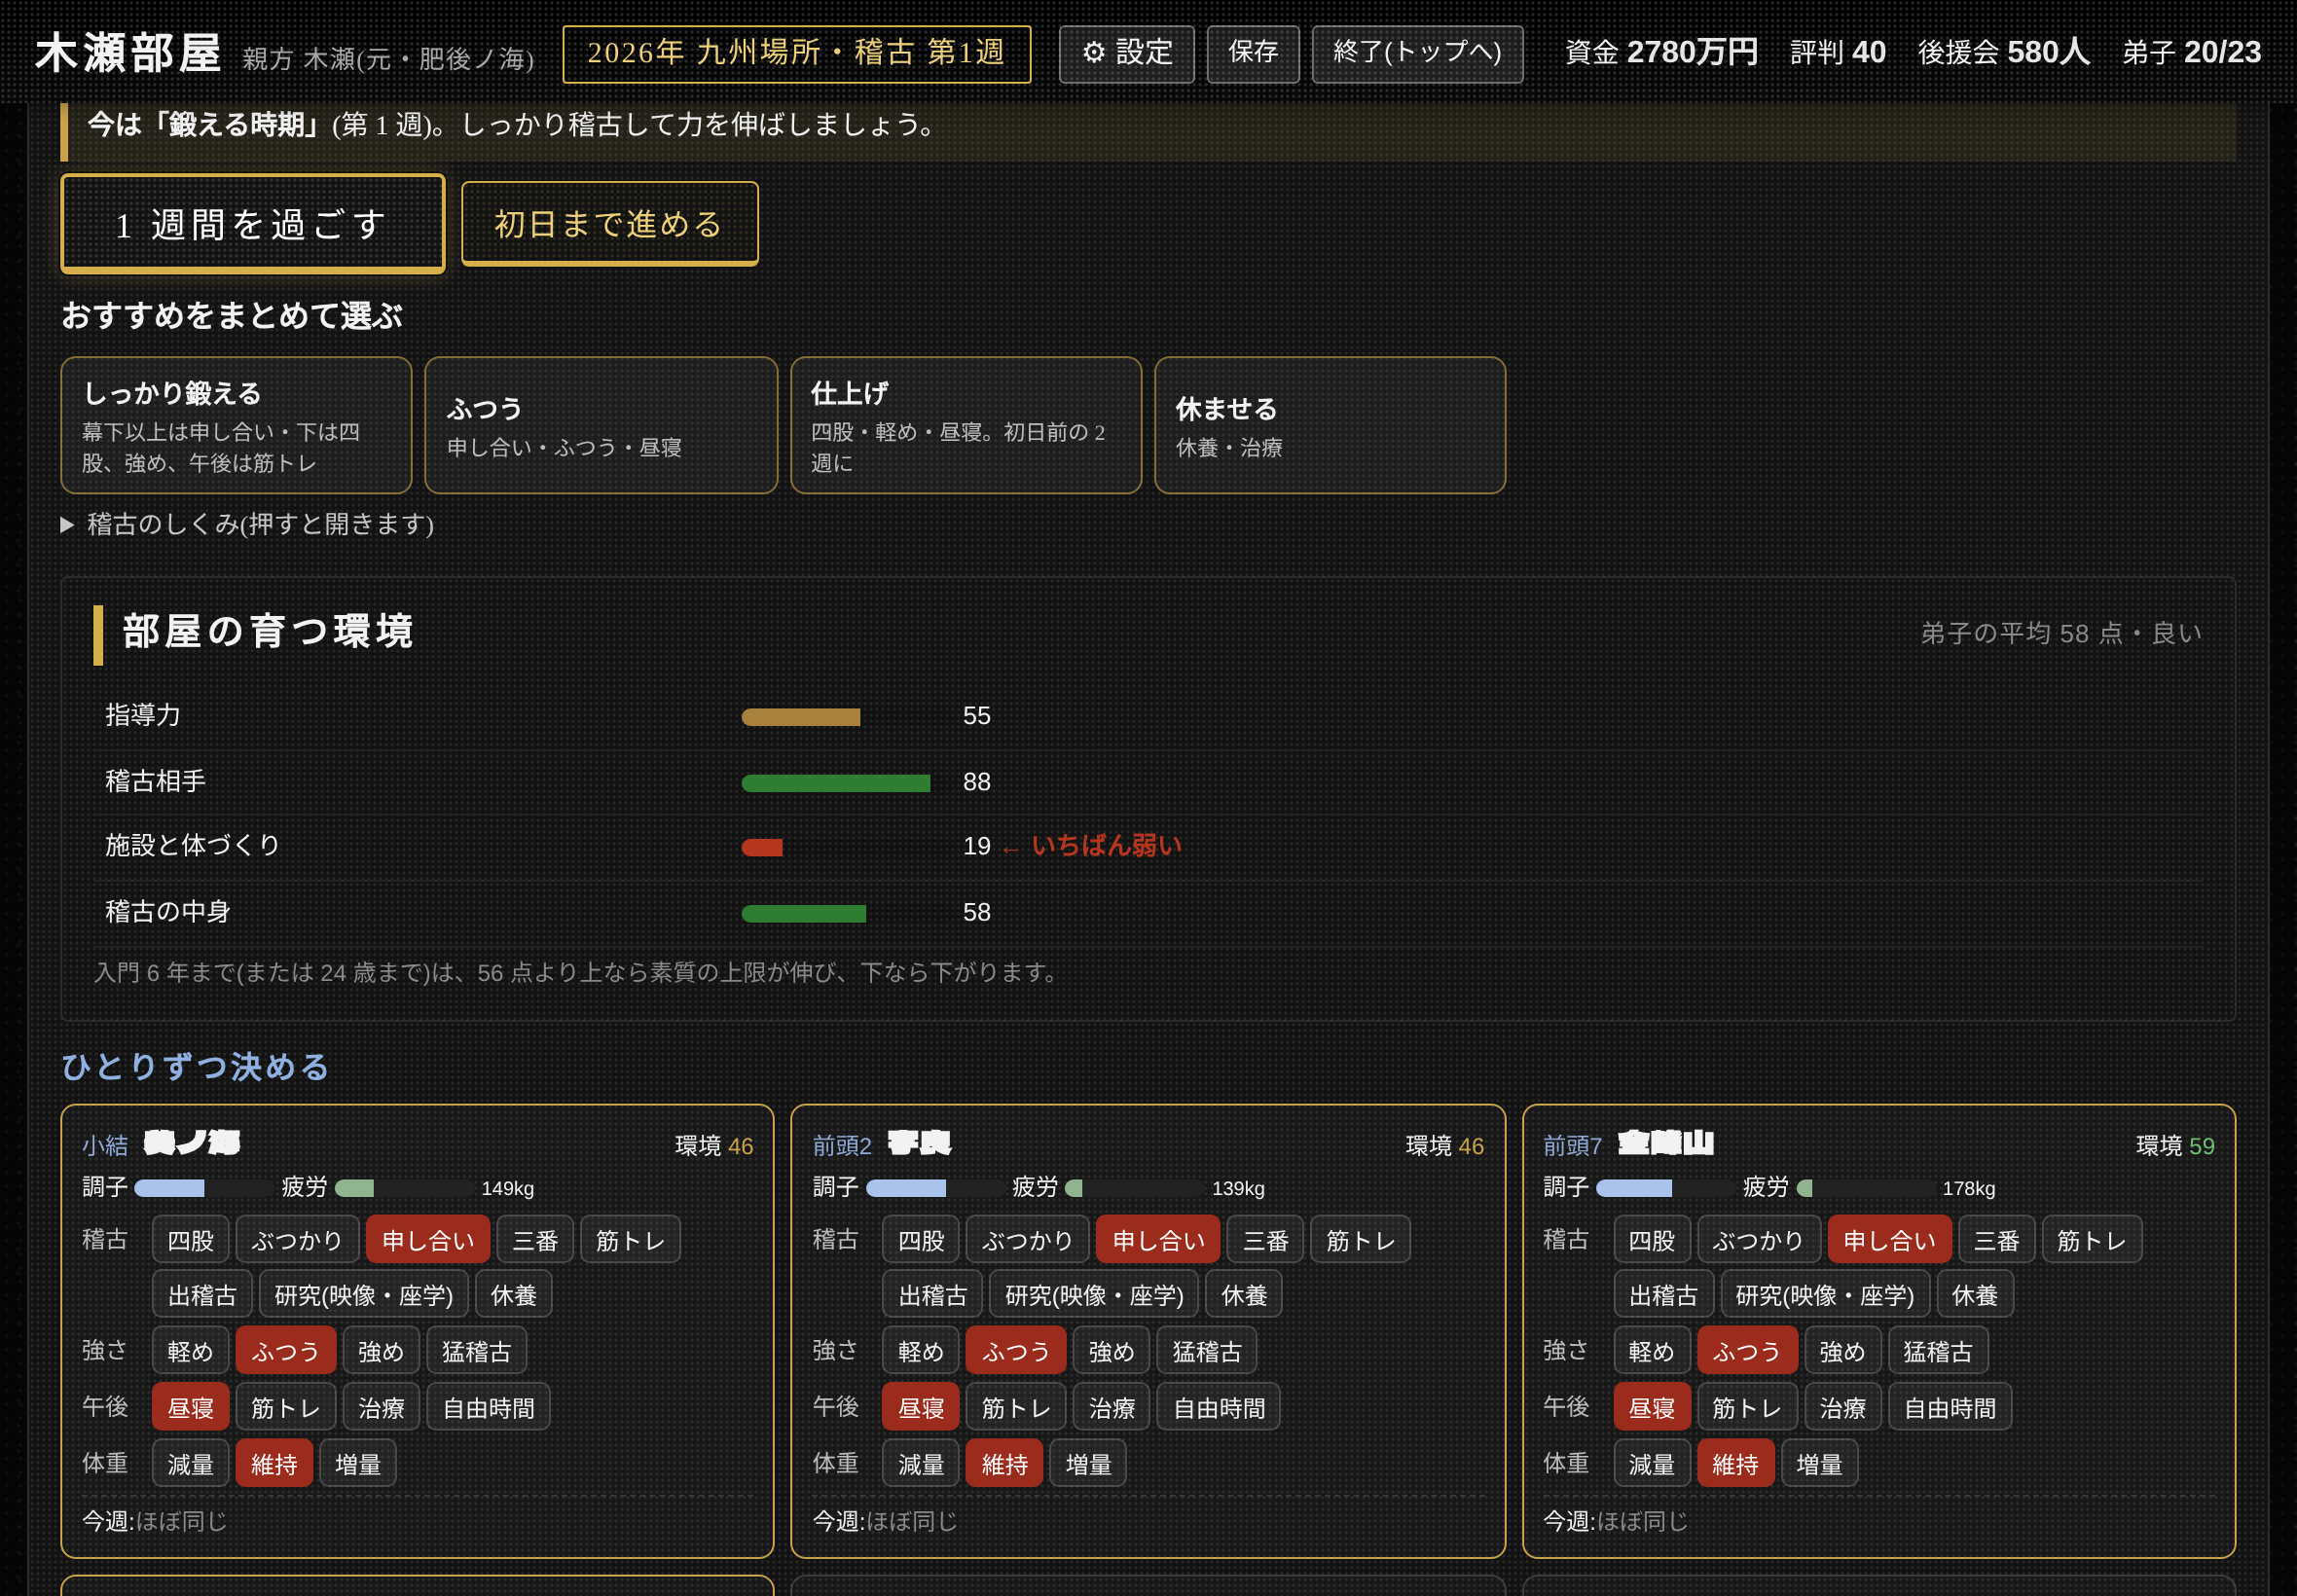 木瀬部屋 親方 木瀬(元・肥後ノ海) 2026年 九州場所・稽古 第1週 ⚙ 設定 保存 終了(トップへ) 資金 2780万円 評判 40 後援会 580人 弟子 20/23
今は「鍛える時期」(第 1 週)。しっかり稽古して力を伸ばしましょう。
1 週間を過ごす 初日まで進める
おすすめをまとめて選ぶ
しっかり鍛える
幕下以上は申し合い・下は四
股、強め、午後は筋トレ
ふつう
申し合い・ふつう・昼寝
仕上げ
四股・軽め・昼寝。初日前の 2
週に
休ませる
休養・治療
▶ 稽古のしくみ(押すと開きます)
部屋の育つ環境 弟子の平均 58 点・良い
指導力 55
稽古相手 88
施設と体づくり 19 ← いちばん弱い
稽古の中身 58
入門 6 年まで(または 24 歳まで)は、56 点より上なら素質の上限が伸び、下なら下がります。
ひとりずつ決める
小結 環境 46
調子 疲労 149kg
稽古 四股 ぶつかり 申し合い 三番 筋トレ
出稽古 研究(映像・座学) 休養
強さ 軽め ふつう 強め 猛稽古
午後 昼寝 筋トレ 治療 自由時間
体重 減量 維持 増量
今週:ほぼ同じ
前頭2 環境 46
調子 疲労 139kg
稽古 四股 ぶつかり 申し合い 三番 筋トレ
出稽古 研究(映像・座学) 休養
強さ 軽め ふつう 強め 猛稽古
午後 昼寝 筋トレ 治療 自由時間
体重 減量 維持 増量
今週:ほぼ同じ
前頭7 環境 59
調子 疲労 178kg
稽古 四股 ぶつかり 申し合い 三番 筋トレ
出稽古 研究(映像・座学) 休養
強さ 軽め ふつう 強め 猛稽古
午後 昼寝 筋トレ 治療 自由時間
体重 減量 維持 増量
今週:ほぼ同じ